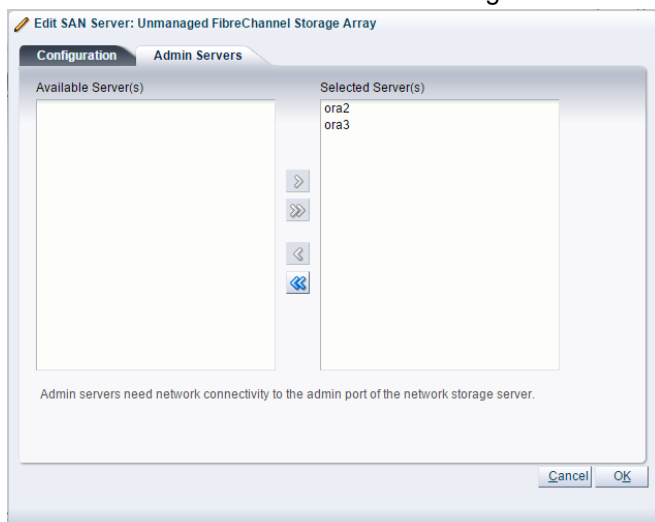 Edit SAN Server: Unmanaged FibreChannel Storage Array
Configuration Admin Servers
Available Server(s) Selected Server(s)
ora2
ora3
Admin servers need network connectivity to the admin port of the network storage server.
Cancel OK